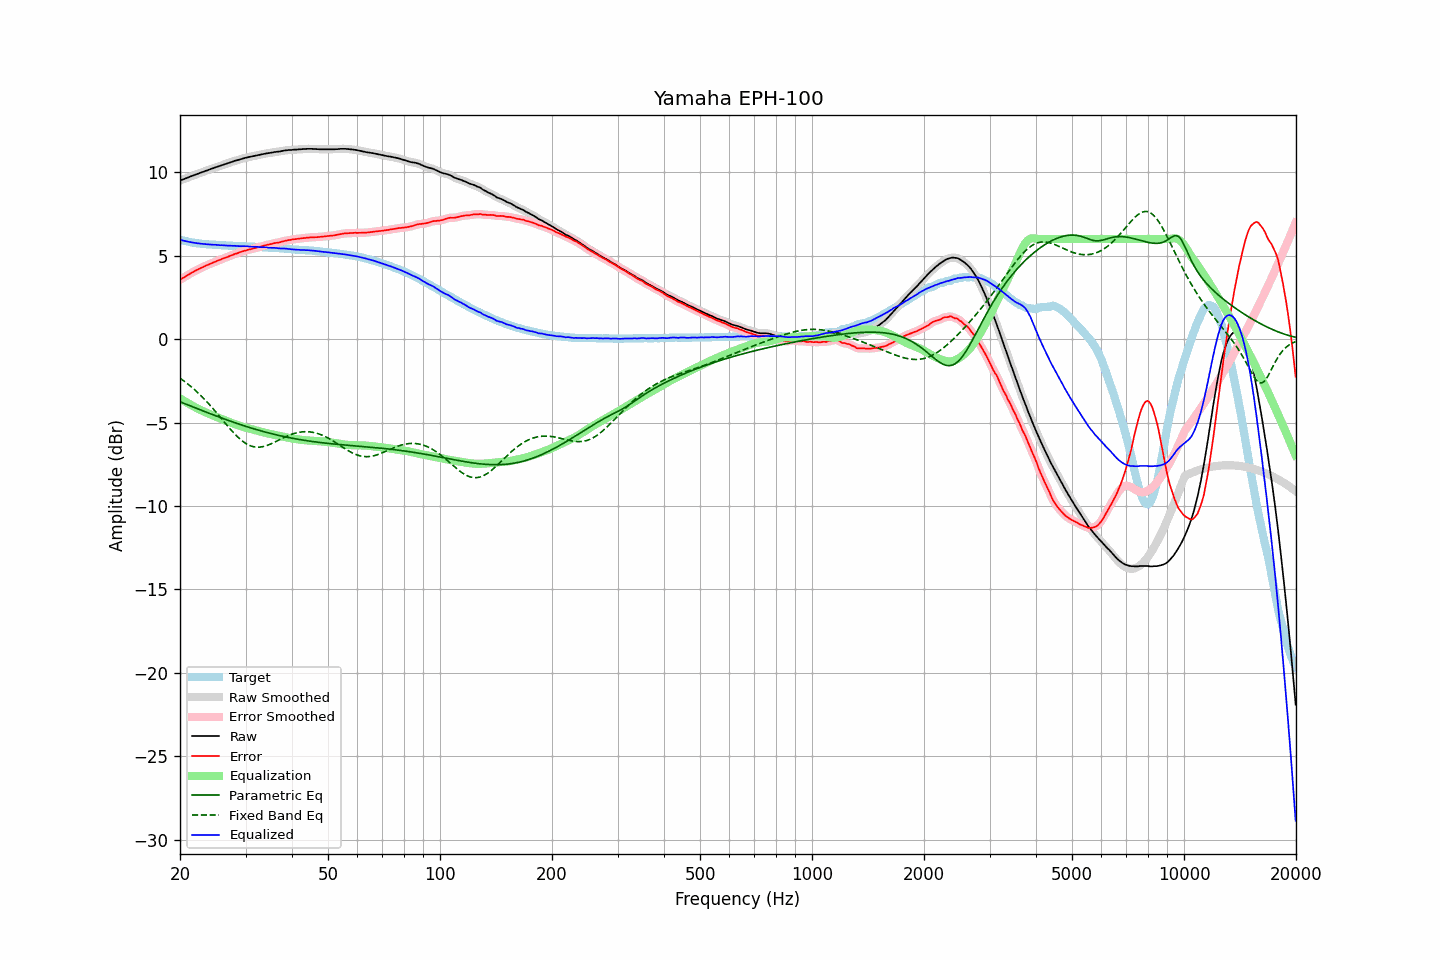 Yamaha EPH-100
Amplitude (dBr)
10
5
0
−5
−10
−15
−20
−25
−30
Target
Raw Smoothed
Error Smoothed
Raw
Error
Equalization
Parametric Eq
Fixed Band Eq
Equalized
20 50 100 200 500 1000 2000 5000 10000 20000
Frequency (Hz)